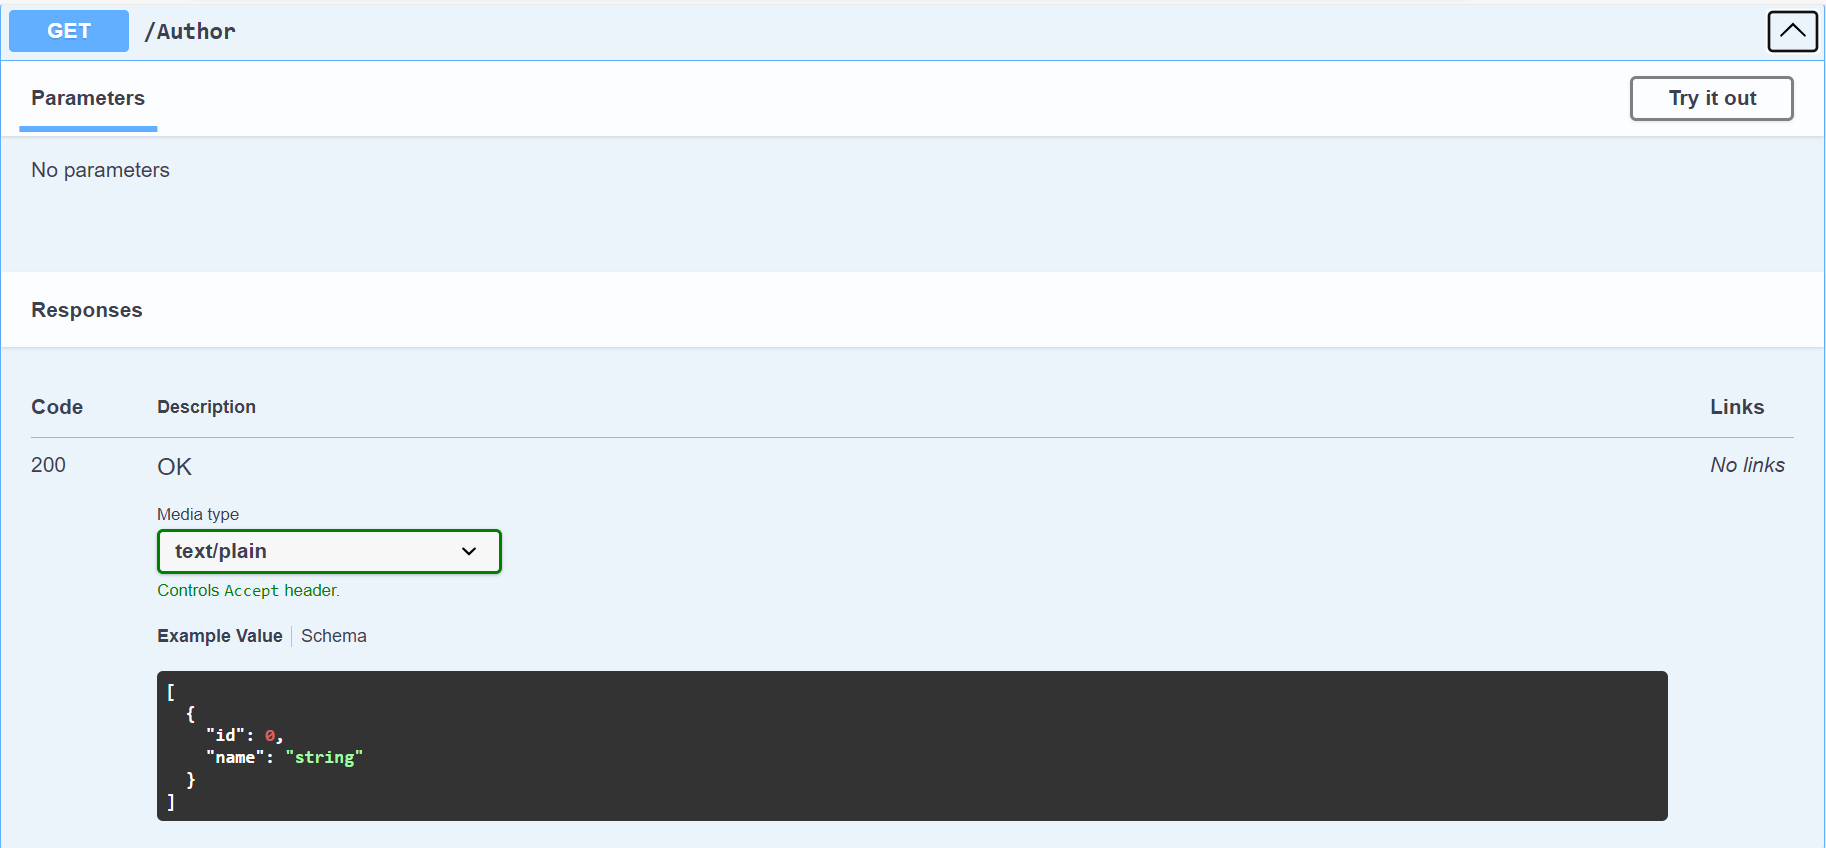 GET /Author
Parameters
Try it out
No parameters
Responses
Code Description Links
200 OK No links
Media type
text/plain
Controls Accept header.
Example Value Schema
[
  {
    "id": 0,
    "name": "string"
  }
]